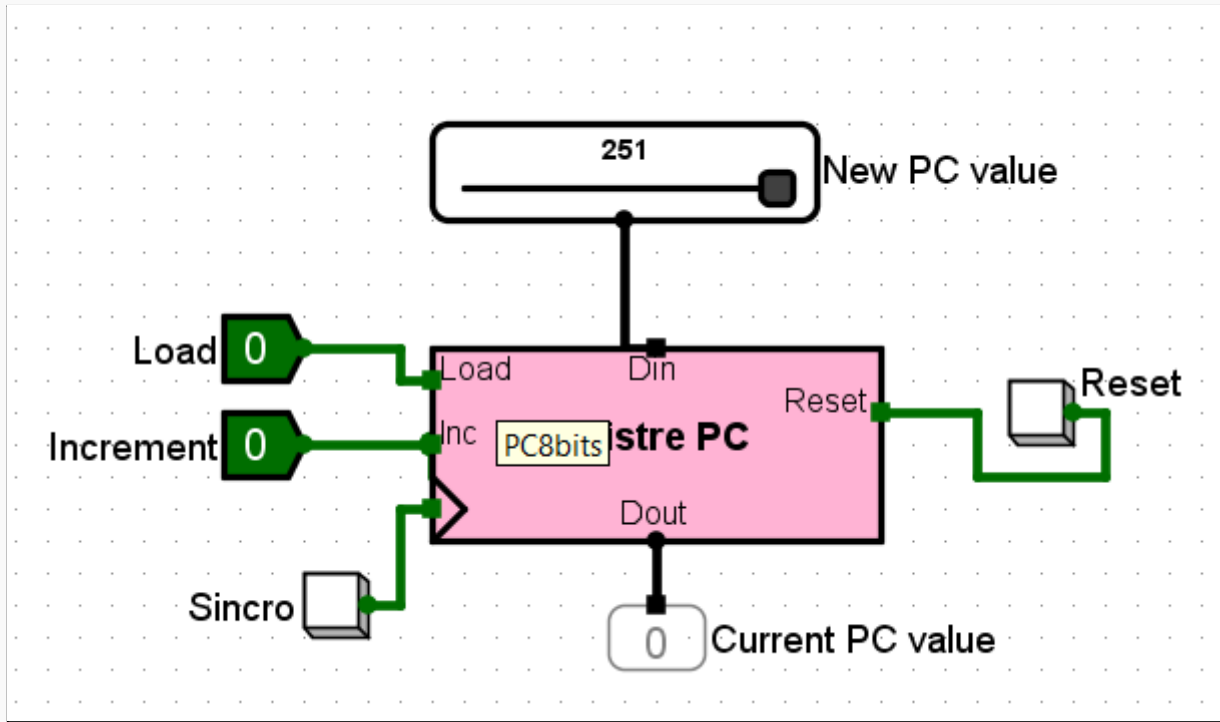 251
New PC value
Load
0
Load
Din
Reset
Reset
Increment
0
Inc
PC8bits
istre PC
Dout
Sincro
0
Current PC value